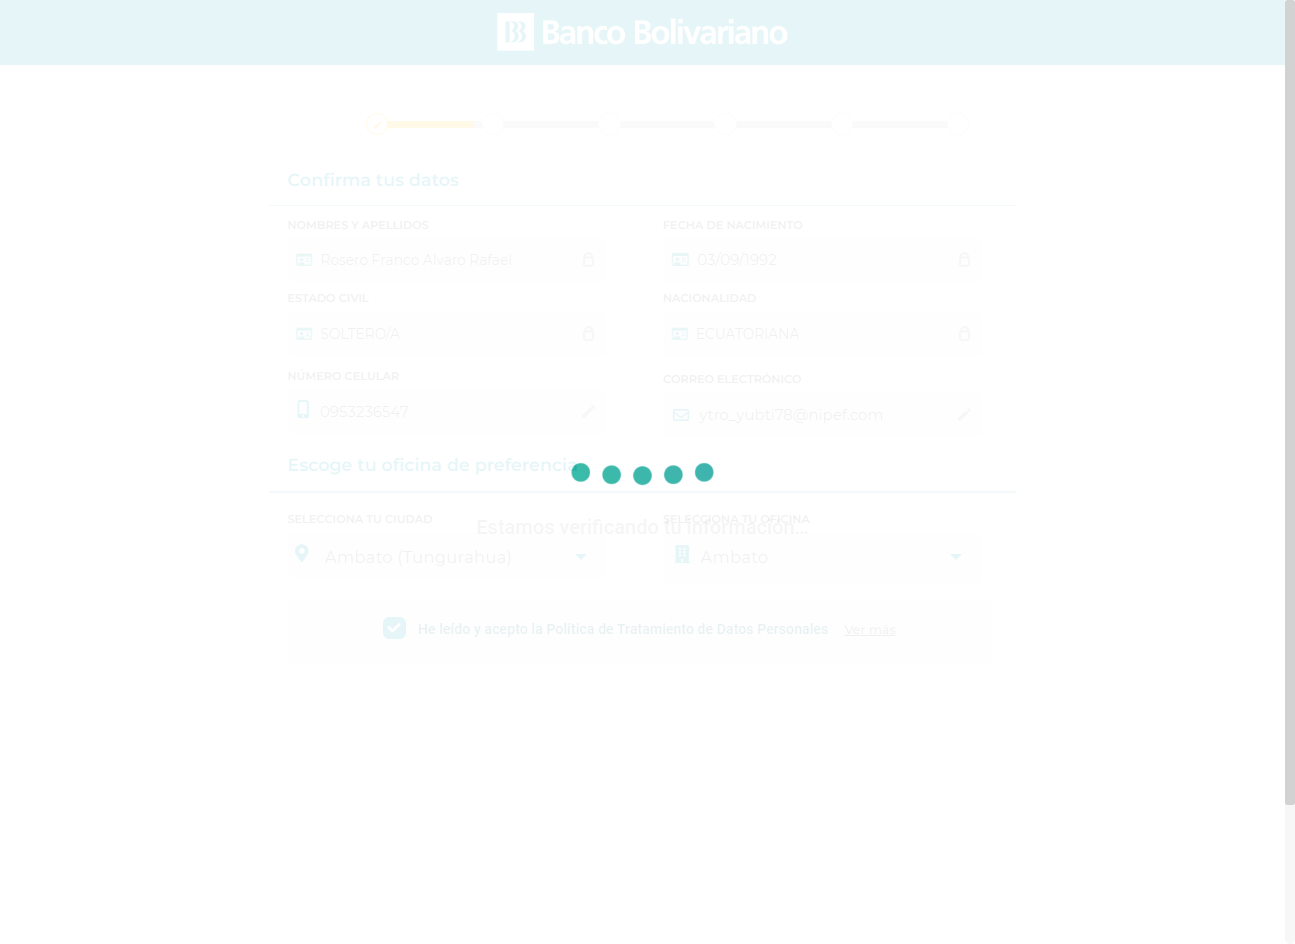 Banco Bolivariano
Confirma tus datos
NOMBRES Y APELLIDOS
Rosero Franco Alvaro Rafael
FECHA DE NACIMIENTO
03/09/1992
ESTADO CIVIL
SOLTERO/A
NACIONALIDAD
ECUATORIANA
NÚMERO CELULAR
0953236547
CORREO ELECTRÓNICO
ytro_yubti78@nipef.com
Escoge tu oficina de preferencia
SELECCIONA TU CIUDAD
Ambato (Tungurahua)
SELECCIONA TU OFICINA
Ambato
Estamos verificando tu información...
He leído y acepto la Política de Tratamiento de Datos Personales Ver más